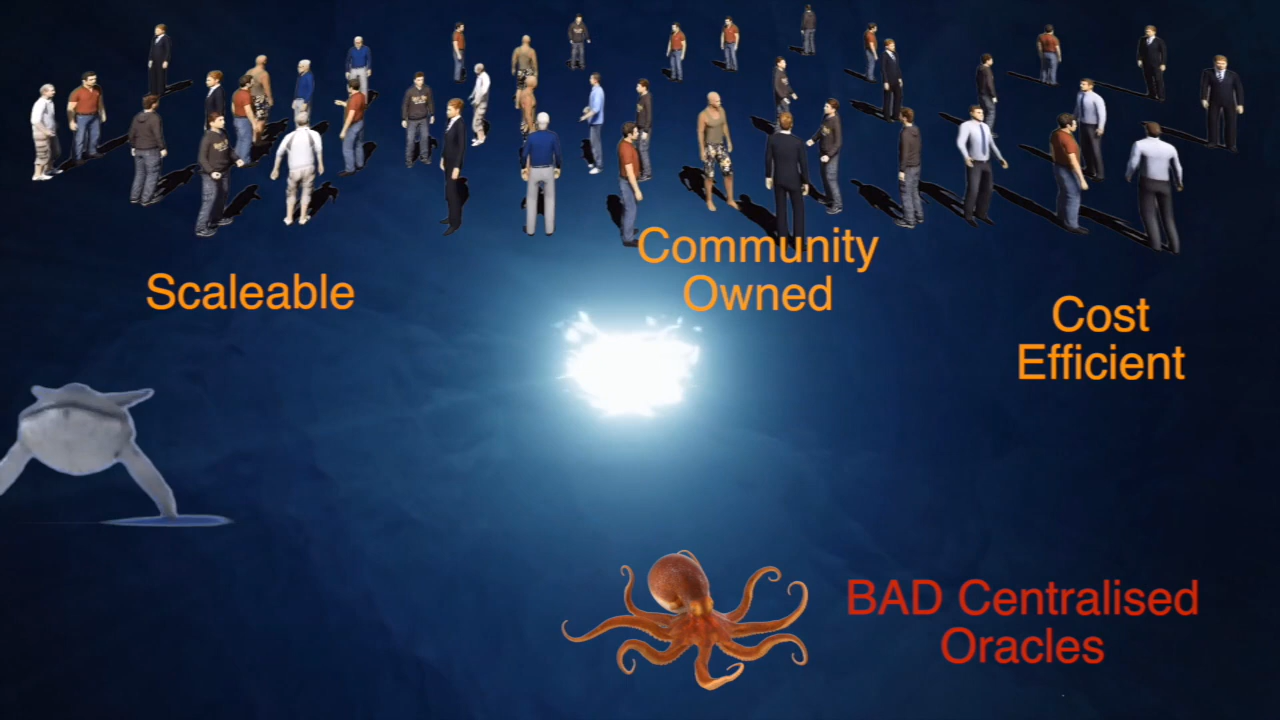 Community
Owned
Scaleable
Cost
Efficient
BAD Centralised
Oracles